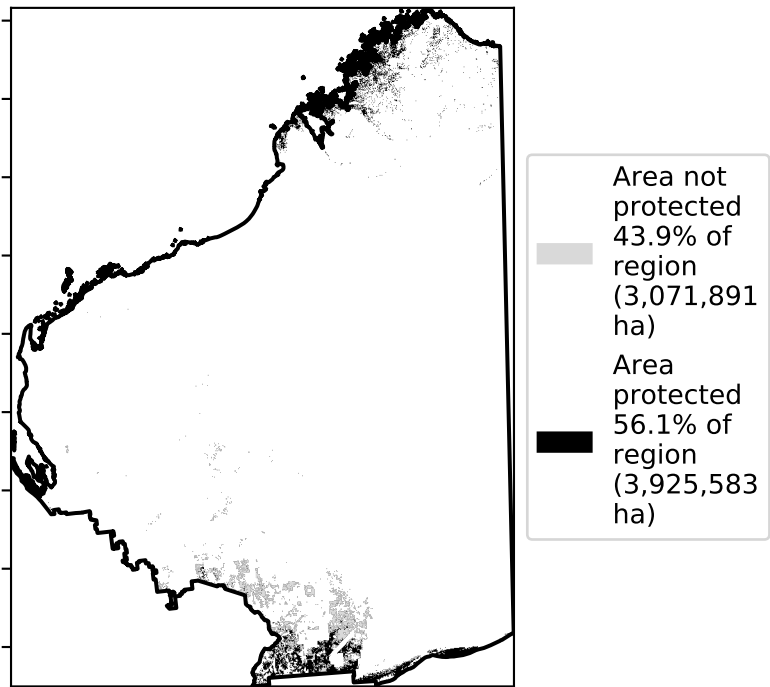 Area not
protected
43.9% of
region
(3,071,891
ha)
Area
protected
56.1% of
region
(3,925,583
ha)